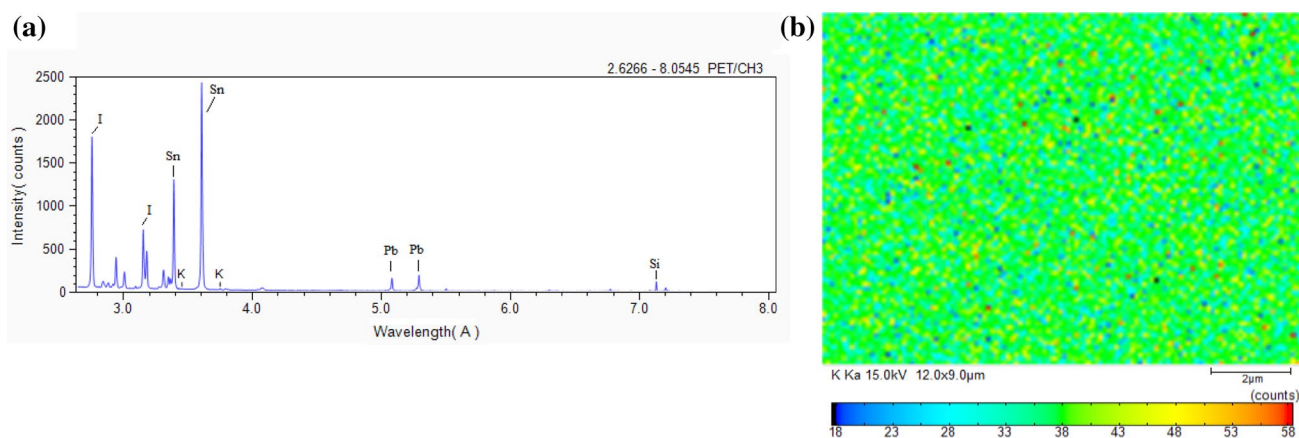 (a)
2.6266 - 8.0545 PET/CH3
Intensity( counts )
2500
2000
1500
1000
500
0
I
I
Sn
K
Sn
K
Pb
Pb
Si
3.0 4.0 5.0 6.0 7.0 8.0
Wavelength( A )
(b)
K Ka 15.0kV 12.0x9.0μm
2μm
(counts)
18 23 28 33 38 43 48 53 58